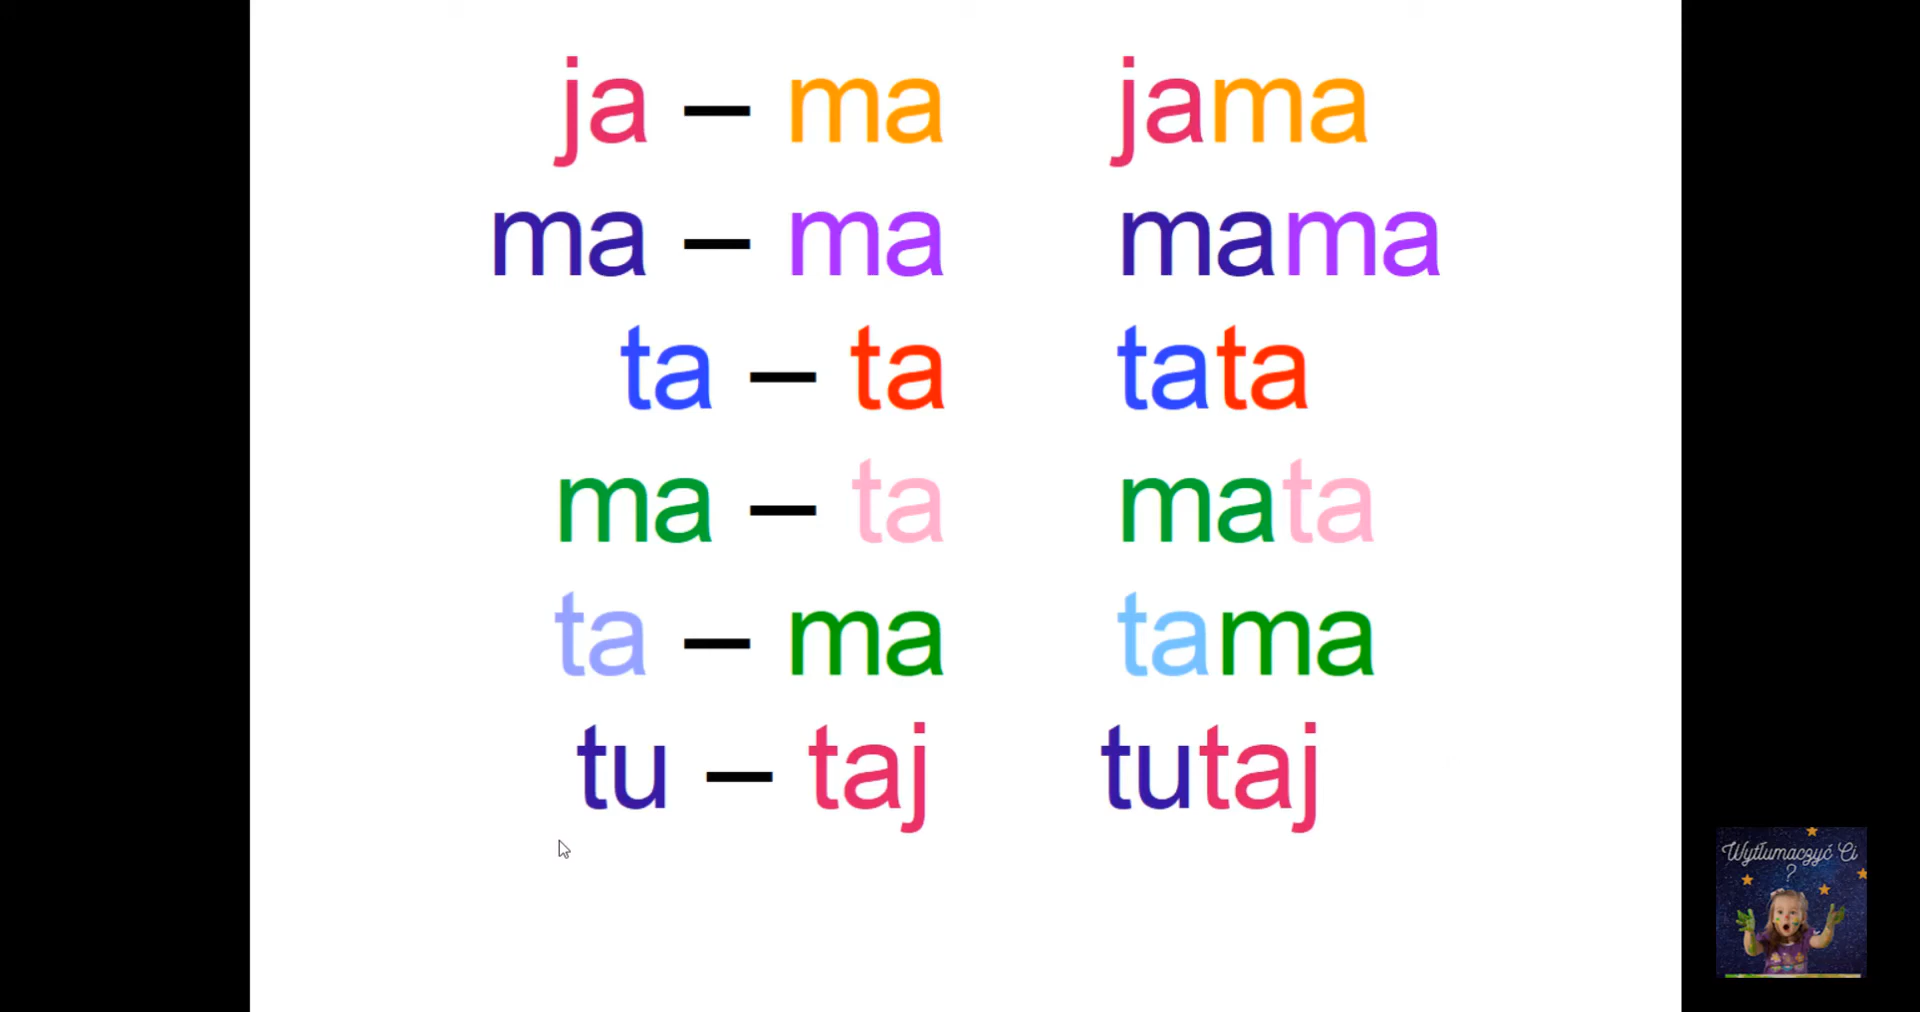 ja – ma jama
ma – ma mama
ta – ta tata
ma – ta mata
ta – ma tama
tu – taj tutaj
Wytłumaczyć Ci
?